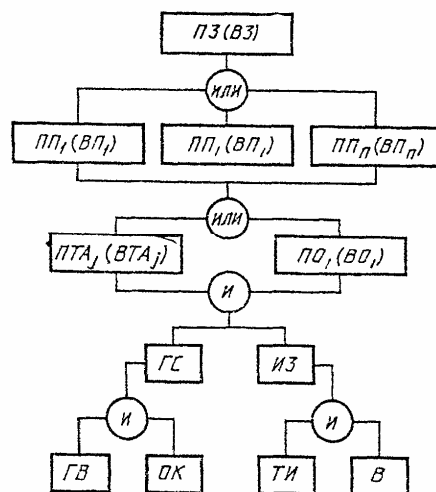 ПЗ(ВЗ)
ИЛИ
ПП₁(ВП₁) ППᵢ(ВПᵢ) ППₙ(ВПₙ)
ИЛИ
ПТАⱼ(ВТАⱼ) ПОᵢ(ВОᵢ)
И
ГС ИЗ
И И
ГВ ОК ТИ В